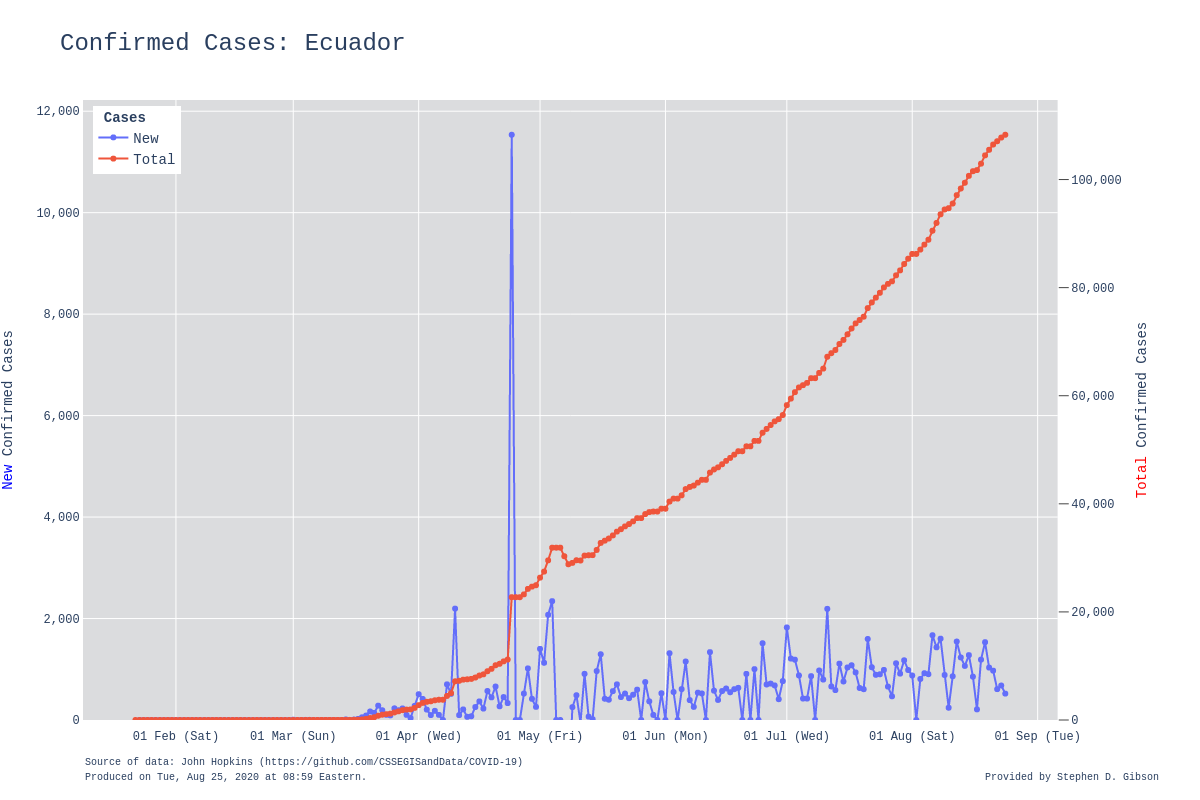 Confirmed Cases: Ecuador
Cases
New
Total
12,000
10,000
8,000
6,000
4,000
2,000
0
New Confirmed Cases
100,000
80,000
60,000
40,000
20,000
0
Total Confirmed Cases
01 Feb (Sat) 01 Mar (Sun) 01 Apr (Wed) 01 May (Fri) 01 Jun (Mon) 01 Jul (Wed) 01 Aug (Sat) 01 Sep (Tue)
Source of data: John Hopkins (https://github.com/CSSEGISandData/COVID-19)
Produced on Tue, Aug 25, 2020 at 08:59 Eastern.
Provided by Stephen D. Gibson